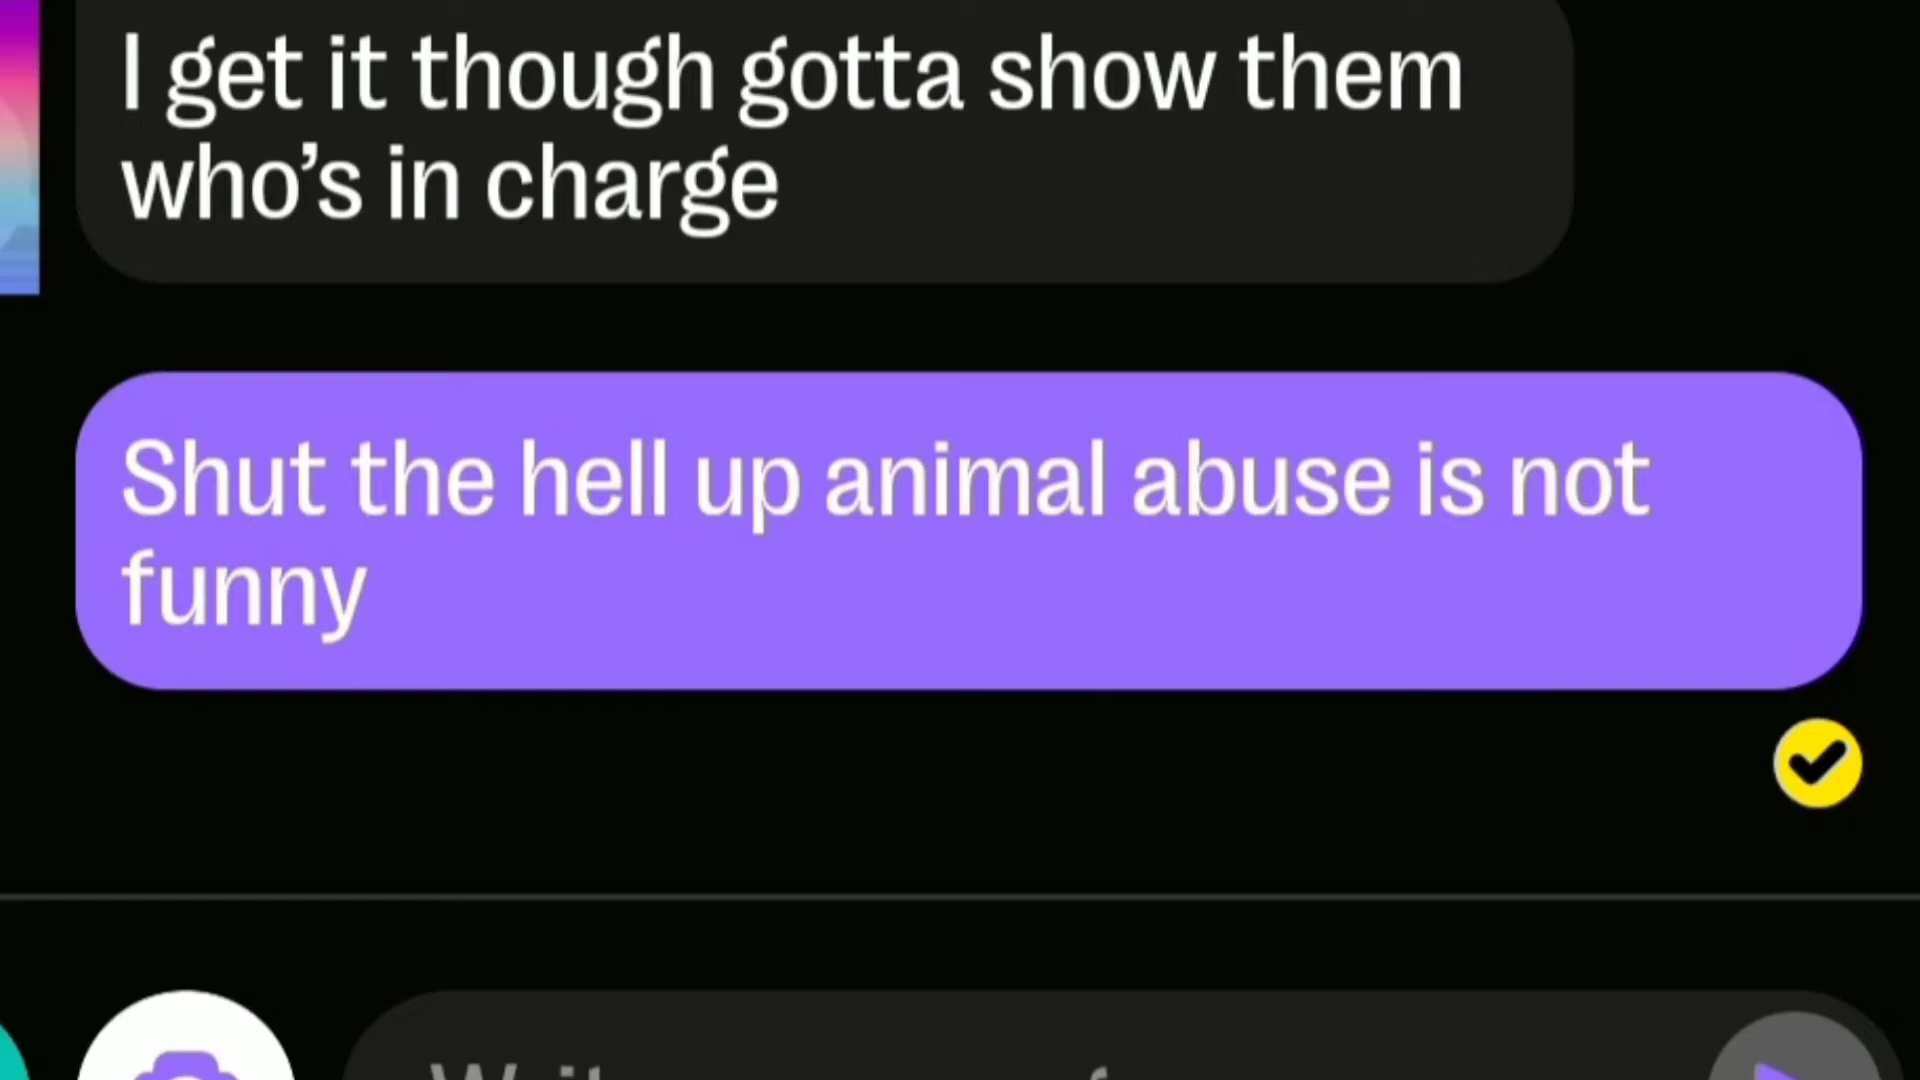 I get it though gotta show them
who's in charge
Shut the hell up animal abuse is not
funny